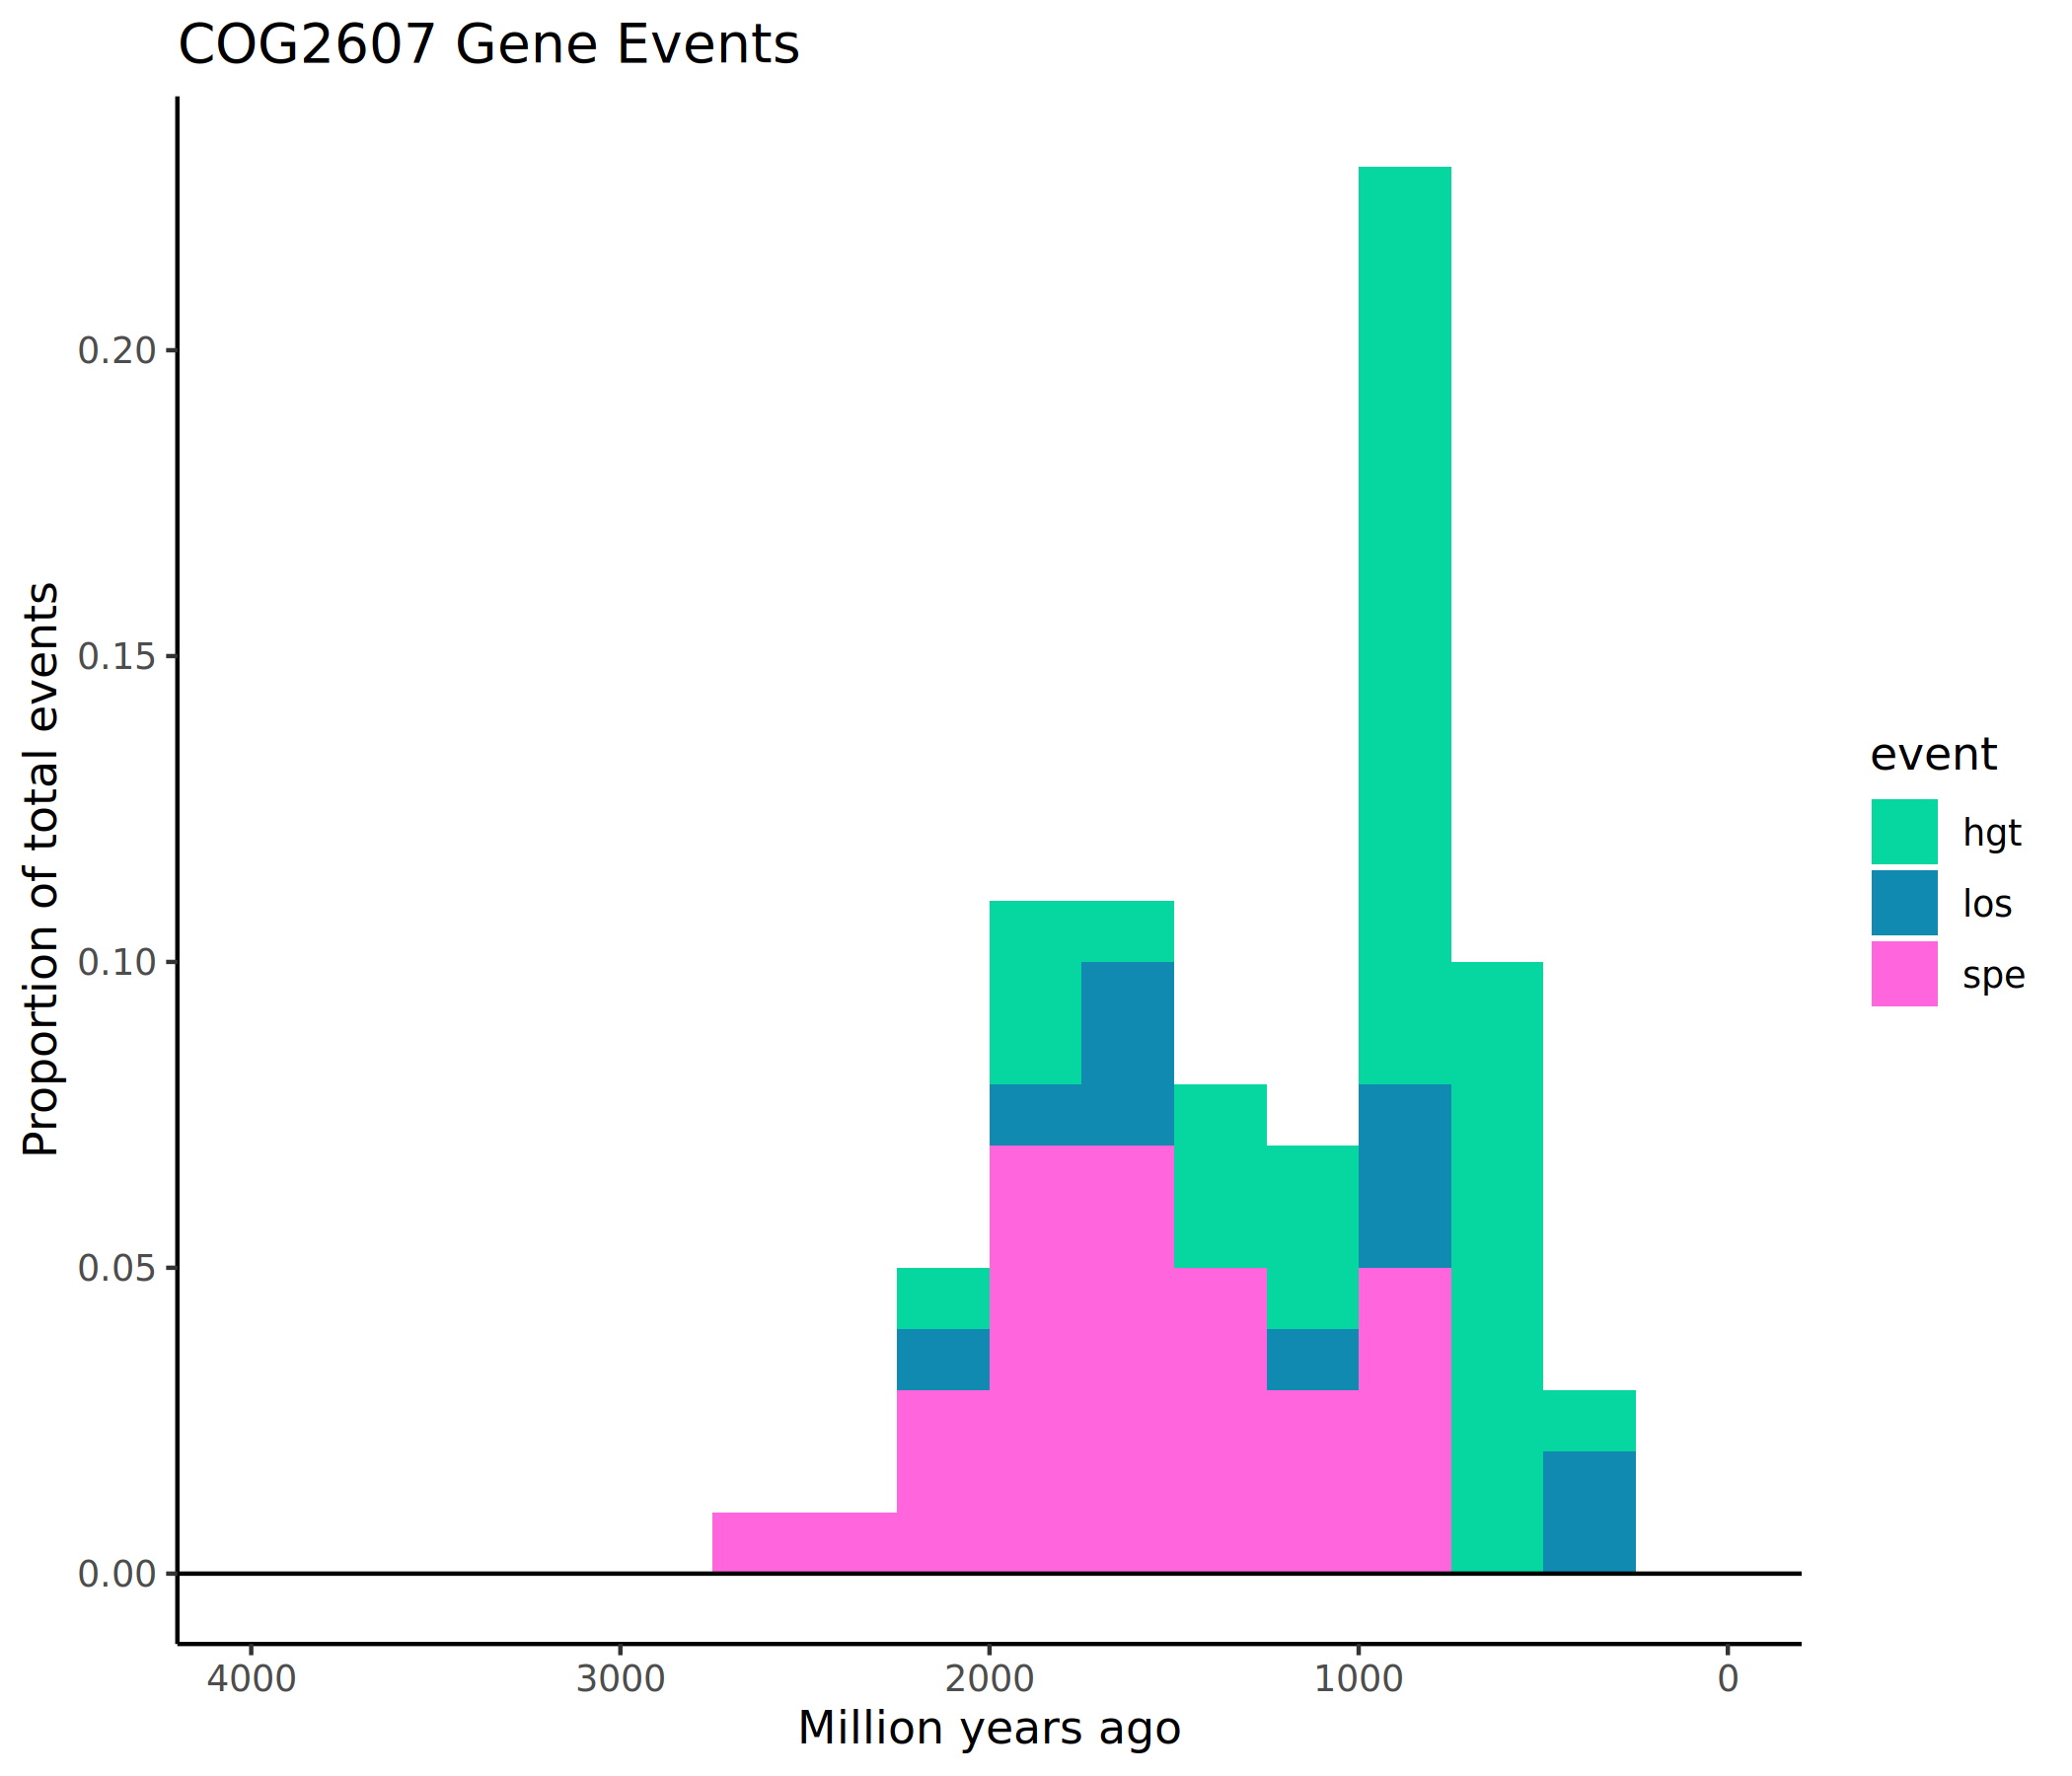 COG2607 Gene Events
Proportion of total events
0.20
0.15
0.10
0.05
0.00
4000 3000 2000 1000 0
Million years ago
event
hgt
los
spe